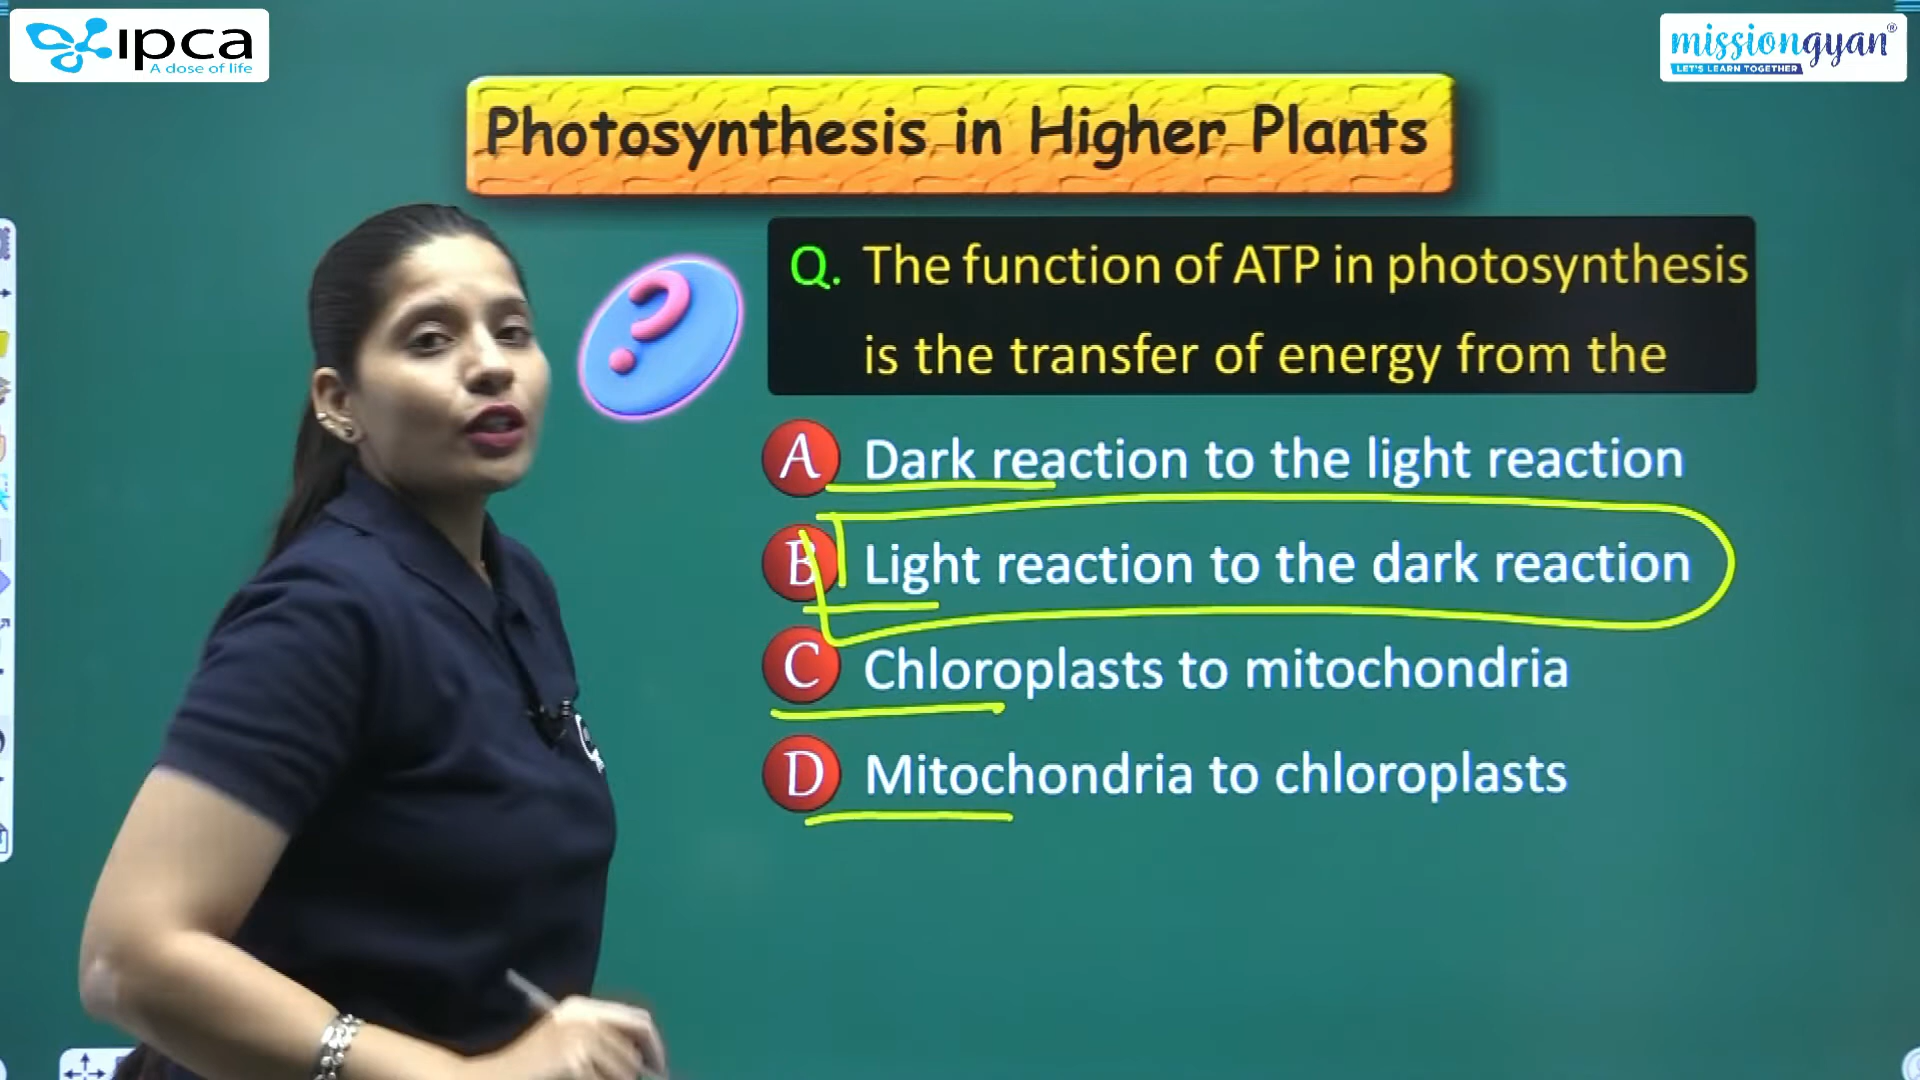 ipca
A dose of life
missiongyan®
LET'S LEARN TOGETHER
Photosynthesis in Higher Plants
Q. The function of ATP in photosynthesis
is the transfer of energy from the
A Dark reaction to the light reaction
B Light reaction to the dark reaction
C Chloroplasts to mitochondria
D Mitochondria to chloroplasts